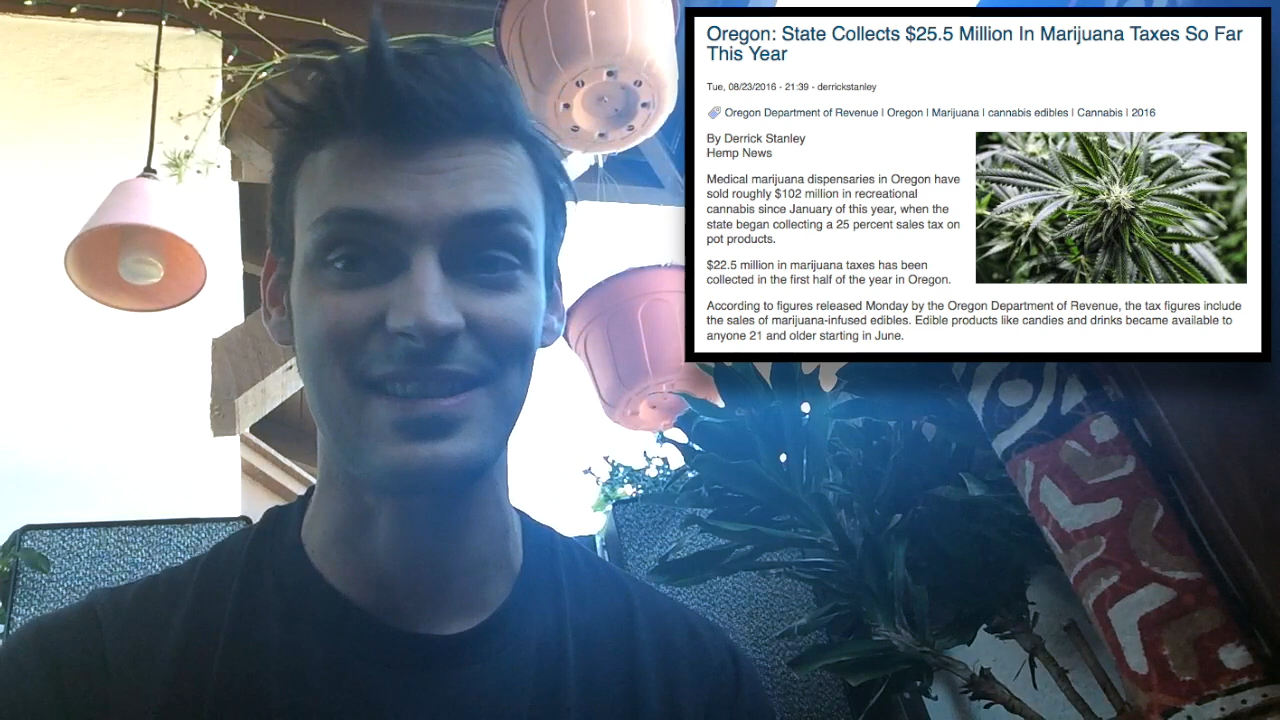 Oregon: State Collects $25.5 Million In Marijuana Taxes So Far
This Year
Tue, 08/23/2016 - 21:39 - derrickstanley
Oregon Department of Revenue | Oregon | Marijuana | cannabis edibles | Cannabis | 2016
By Derrick Stanley
Hemp News
Medical marijuana dispensaries in Oregon have
sold roughly $102 million in recreational
cannabis since January of this year, when the
state began collecting a 25 percent sales tax on
pot products.
$22.5 million in marijuana taxes has been
collected in the first half of the year in Oregon.
According to figures released Monday by the Oregon Department of Revenue, the tax figures include
the sales of marijuana-infused edibles. Edible products like candies and drinks became available to
anyone 21 and older starting in June.